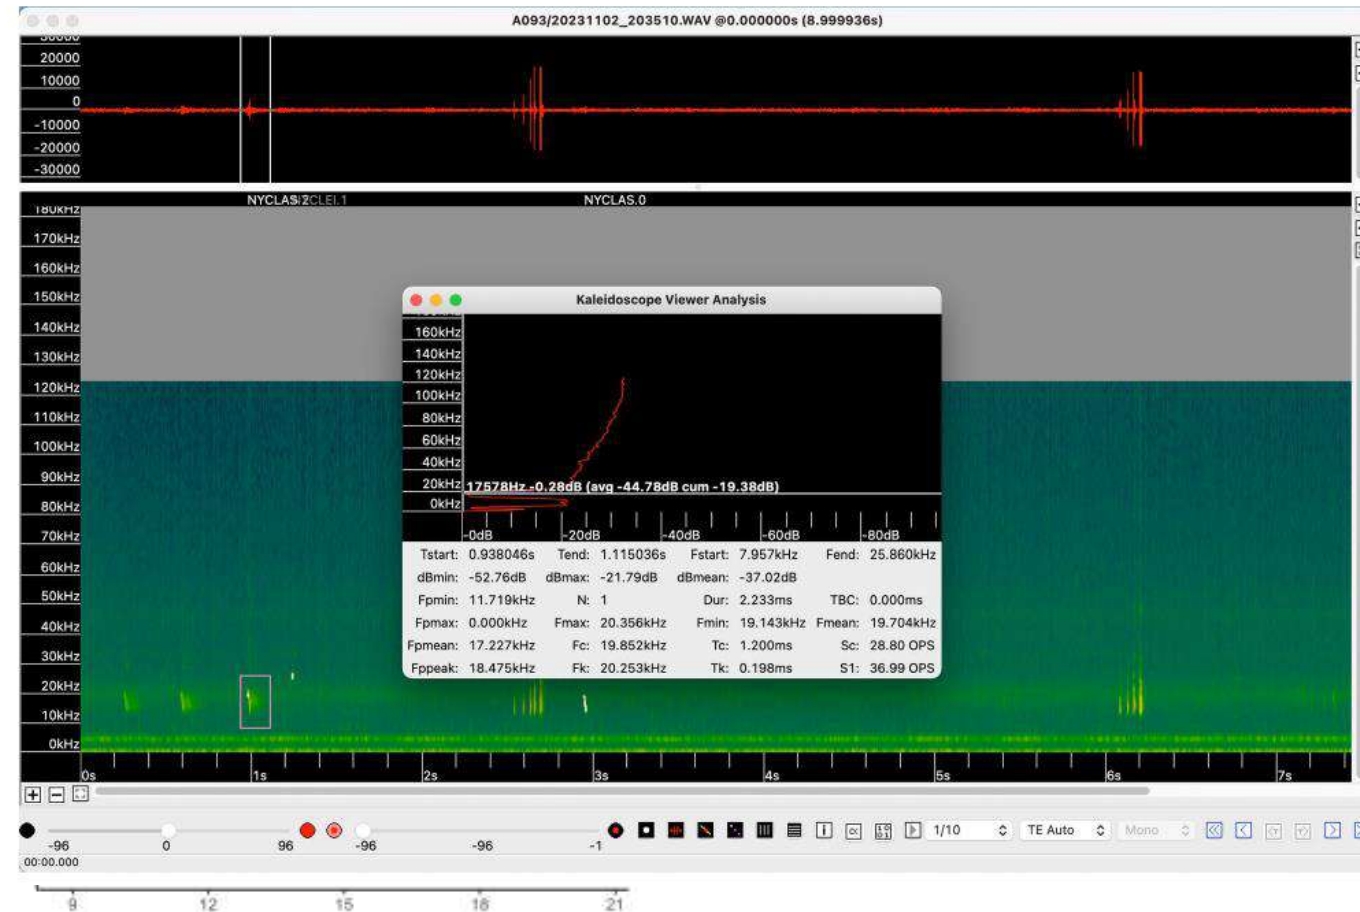 A093/20231102_203510.WAV @0.000000s (8.999936s)
30000
20000
10000
0
-10000
-20000
-30000
NYCLAS.2 CLEI.1 NYCLAS.0
180kHz
170kHz
160kHz
150kHz
140kHz
130kHz
120kHz
110kHz
100kHz
90kHz
80kHz
70kHz
60kHz
50kHz
40kHz
30kHz
20kHz
10kHz
0kHz
Kaleidoscope Viewer Analysis
160kHz
140kHz
120kHz
100kHz
80kHz
60kHz
40kHz
20kHz 17578Hz -0.28dB (avg -44.78dB cum -19.38dB)
0kHz
-0dB -20dB -40dB -60dB -80dB
Tstart: 0.938046s Tend: 1.115036s Fstart: 7.957kHz Fend: 25.860kHz
dBmin: -52.76dB dBmax: -21.79dB dBmean: -37.02dB
Fpmin: 11.719kHz N: 1 Dur: 2.233ms TBC: 0.000ms
Fpmax: 0.000kHz Fmax: 20.356kHz Fmin: 19.143kHz Fmean: 19.704kHz
Fpmean: 17.227kHz Fc: 19.852kHz Tc: 1.200ms Sc: 28.80 OPS
Fppeak: 18.475kHz Fk: 20.253kHz Tk: 0.198ms S1: 36.99 OPS
0s 1s 2s 3s 4s 5s 6s 7s
1/10 TE Auto Mono
-96 0 96 -96 -96 -1
00:00.000
9 12 15 18 21